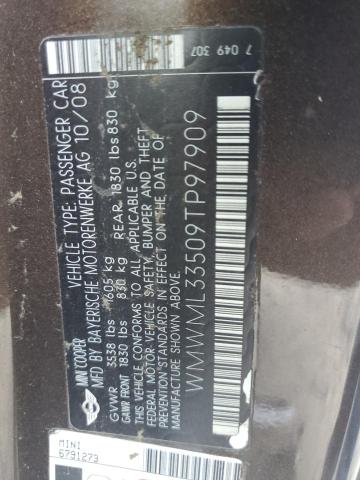 MINI COOPER
VEHICLE TYPE: PASSENGER CAR
MFD BY BAYERISCHE MOTORENWERKE AG 10/08
GVWR 3538 lbs 1605 kg
GAWR FRONT 1830 lbs 830 kg REAR 1830 lbs 830 kg
THIS VEHICLE CONFORMS TO ALL APPLICABLE U.S.
FEDERAL MOTOR VEHICLE SAFETY, BUMPER AND THEFT
PREVENTION STANDARDS IN EFFECT ON THE DATE OF
MANUFACTURE SHOWN ABOVE.
WMWML33509TP97909
7 049 307
MINI
6791273